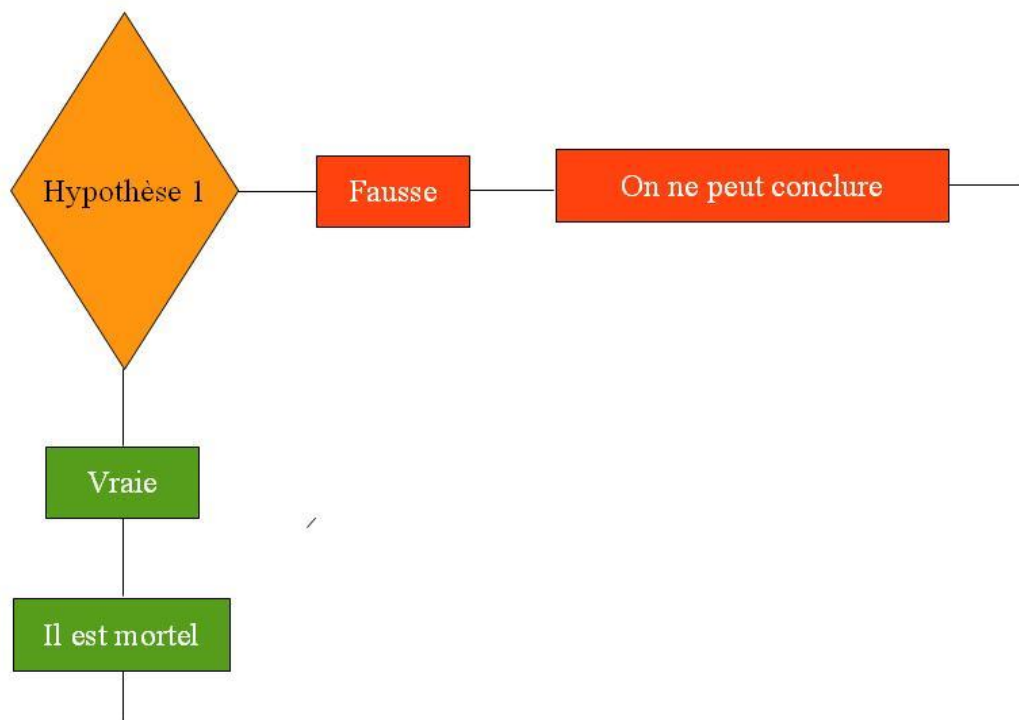 Hypothèse 1
Fausse
On ne peut conclure
Vraie
Il est mortel